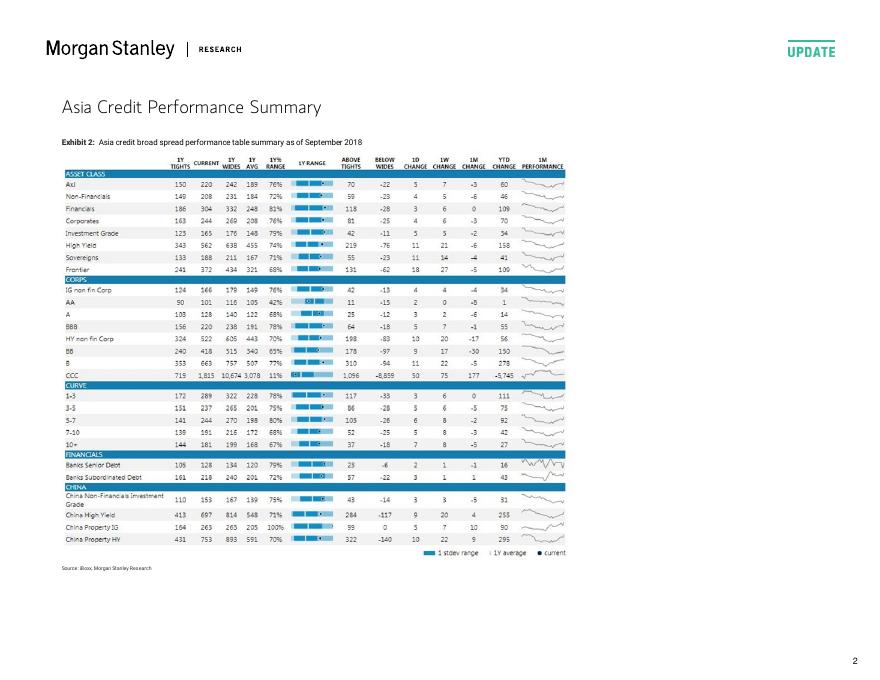 Morgan Stanley | RESEARCH
UPDATE
Asia Credit Performance Summary
Exhibit 2: Asia credit broad spread performance table summary as of September 2018
1Y TIGHTS CURRENT 1Y WIDES 1Y AVG 1Y% RANGE 1Y RANGE ABOVE TIGHTS BELOW WIDES 1D CHANGE 1W CHANGE 1M CHANGE YTD CHANGE 1M PERFORMANCE
ASSET CLASS
AxJ 150 220 242 189 76% 70 -22 5 7 -3 60
Non-Financials 149 208 231 184 72% 59 -23 4 5 -6 46
Financials 186 304 332 248 81% 118 -28 3 6 0 109
Corporates 163 244 269 208 76% 81 -25 4 6 -3 70
Investment Grade 123 165 176 148 79% 42 -11 5 5 -2 34
High Yield 343 562 638 455 74% 219 -76 11 21 -6 158
Sovereigns 133 188 211 167 71% 55 -23 11 14 -4 41
Frontier 241 372 434 321 68% 131 -62 18 27 -5 109
CORPS
IG non fin Corp 124 166 179 149 76% 42 -13 4 4 -4 34
AA 90 101 116 105 42% 11 -15 2 0 -8 1
A 103 128 140 122 68% 25 -12 3 2 -6 14
BBB 156 220 238 191 78% 64 -18 5 7 -1 55
HY non fin Corp 324 522 605 443 70% 198 -83 10 20 -17 56
BB 240 418 515 340 65% 178 -97 9 17 -30 150
B 353 663 757 507 77% 310 -94 11 22 -5 278
CCC 719 1,815 10,674 3,078 11% 1,096 -8,859 50 75 177 -5,745
CURVE
1-3 172 289 322 228 78% 117 -33 3 6 0 111
3-5 151 237 265 201 75% 86 -28 5 6 -5 75
5-7 141 244 270 198 80% 103 -26 6 8 -2 92
7-10 139 191 216 172 68% 52 -25 5 8 -3 42
10+ 144 181 199 168 67% 37 -18 7 8 -5 27
FINANCIALS
Banks Senior Debt 105 128 134 120 79% 23 -6 2 1 -1 16
Banks Subordinated Debt 161 218 240 201 72% 57 -22 3 1 1 43
CHINA
China Non-Financials Investment Grade 110 153 167 139 75% 43 -14 3 3 -5 31
China High Yield 413 697 814 548 71% 284 -117 9 20 4 255
China Property IG 164 263 263 205 100% 99 0 5 7 10 90
China Property HY 431 753 893 591 70% 322 -140 10 22 9 295
1 stdev range 1Y average current
Source: iBoxx, Morgan Stanley Research
2